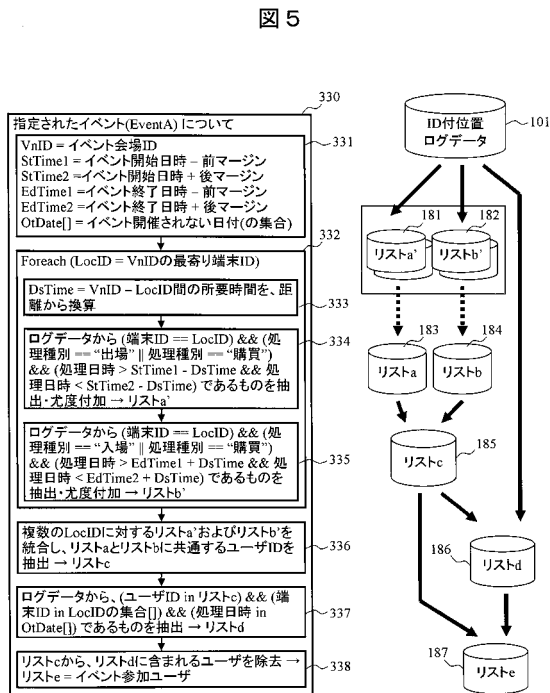 図5
330
指定されたイベント(EventA) について
331
VnID = イベント会場ID
StTime1 =イベント開始日時 − 前マージン
StTime2 =イベント開始日時 + 後マージン
EdTime1 =イベント終了日時 − 前マージン
EdTime2 =イベント終了日時 + 後マージン
OtDate[] =イベント開催されない日付(の集合)
332
Foreach (LocID = VnIDの最寄り端末ID)
DsTime = VnID − LocID間の所要時間を、距
離から換算
333
ログデータから (端末ID == LocID) && (処
理種別 == “出場” || 処理種別 == “購買”)
&& (処理日時 > StTime1 - DsTime && 処
理日時 < StTime2 - DsTime) であるものを抽
出・尤度付加 → リストa’
334
ログデータから (端末ID == LocID) && (処
理種別 == “入場” || 処理種別 == “購買”)
&& (処理日時 > EdTime1 + DsTime && 処
理日時< EdTime2 + DsTime) であるものを
抽出・尤度付加 → リストb’
335
複数のLocIDに対するリストa’およびリストb’を
統合し、リストaとリストbに共通するユーザIDを
抽出 → リストc
336
ログデータから、(ユーザID in リストc) && (端
末ID in LocIDの集合[]) && (処理日時 in
OtDate[]) であるものを抽出 → リストd
337
リストcから、リストdに含まれるユーザを除去 →
リストe = イベント参加ユーザ
338
ID付位置
ログデータ
101
181
リストa’
182
リストb’
183
リストa
184
リストb
リストc
185
186
リストd
187
リストe